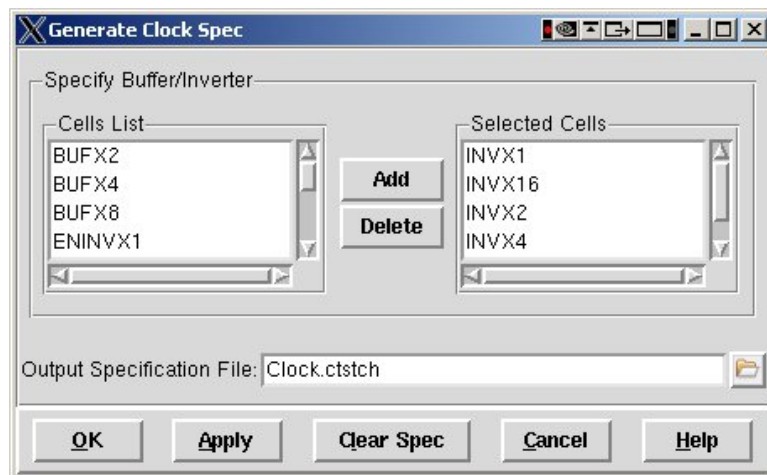 Generate Clock Spec
Specify Buffer/Inverter
Cells List
BUFX2
BUFX4
BUFX8
ENINVX1
Add
Delete
Selected Cells
INVX1
INVX16
INVX2
INVX4
Output Specification File: Clock.ctstch
OK Apply Clear Spec Cancel Help